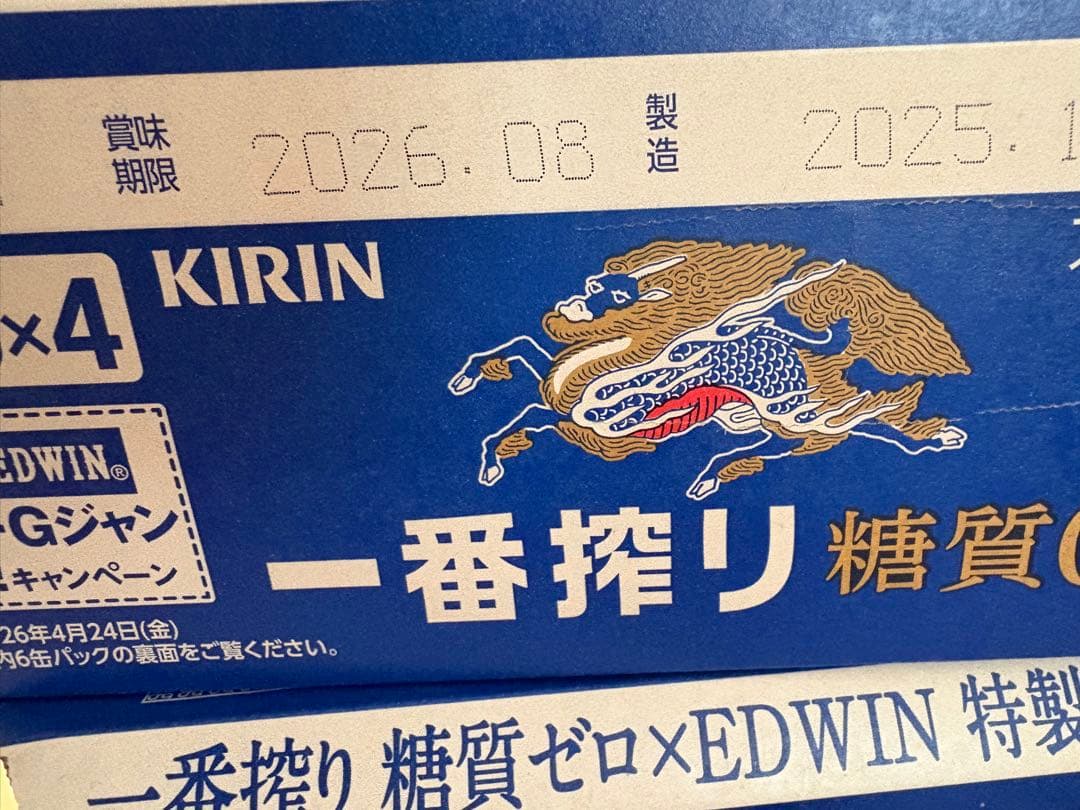 賞味期限 2026.08 製造 2025.1
KIRIN
×4
EDWIN®
Gジャン
キャンペーン
26年4月24日(金)
内6缶パックの裏面をご覧ください。
一番搾り 糖質
一番搾り 糖質ゼロ×EDWIN 特製